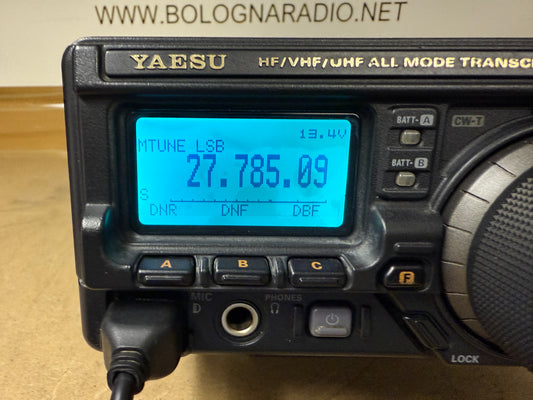 WWW.BOLOGNARADIO.NET
YAESU HF/VHF/UHF ALL MODE TRANSC
BATT-A CW-T
13.4V
MTUNE LSB
27.785.09
BATT-B
S
DNR DNF DBF
A B C F
MIC PHONES
LOCK